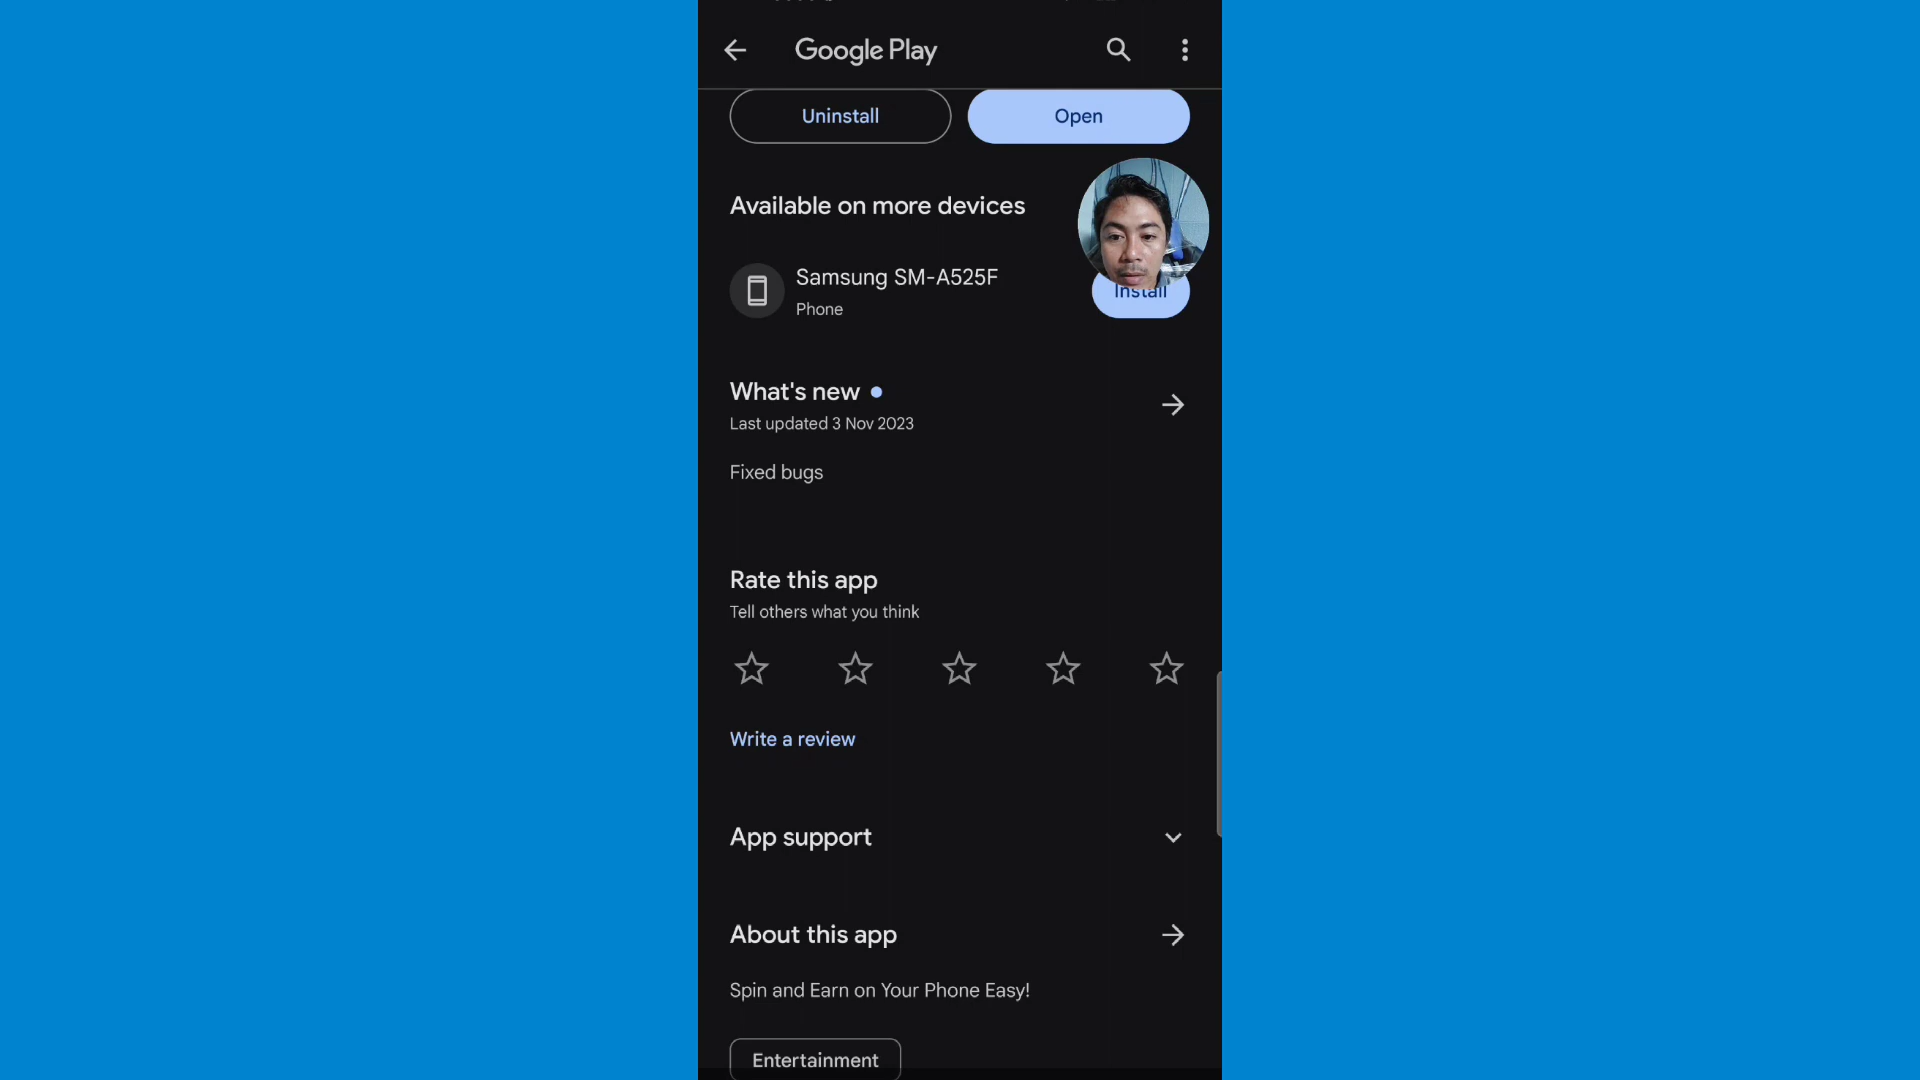 Google Play
Uninstall
Open
Available on more devices
Samsung SM-A525F
Phone
Install
What's new
Last updated 3 Nov 2023
Fixed bugs
Rate this app
Tell others what you think
Write a review
App support
About this app
Spin and Earn on Your Phone Easy!
Entertainment